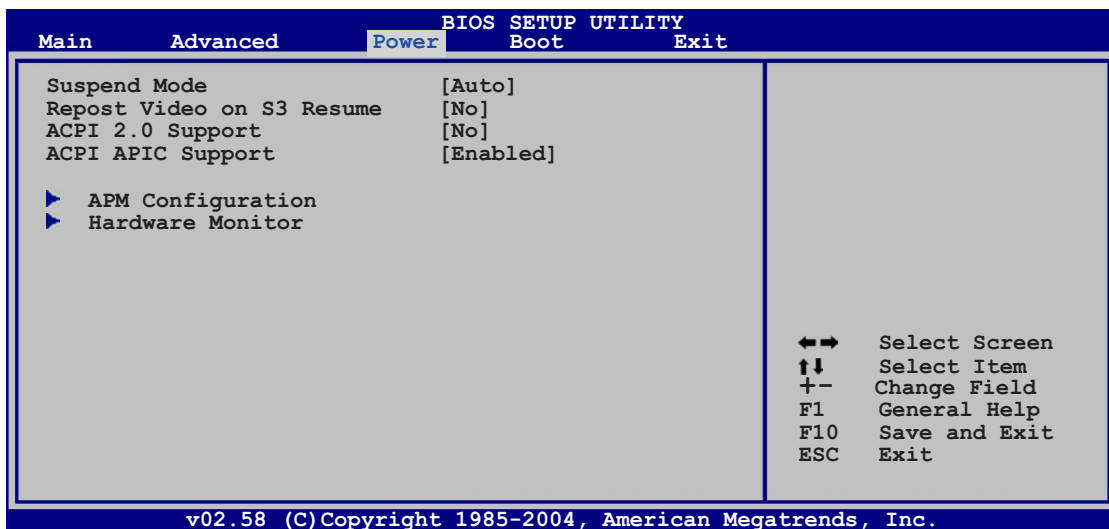 BIOS SETUP UTILITY
Main Advanced Power Boot Exit
Suspend Mode [Auto]
Repost Video on S3 Resume [No]
ACPI 2.0 Support [No]
ACPI APIC Support [Enabled]
APM Configuration
Hardware Monitor
←→ Select Screen
↑↓ Select Item
+- Change Field
F1 General Help
F10 Save and Exit
ESC Exit
v02.58 (C)Copyright 1985-2004, American Megatrends, Inc.